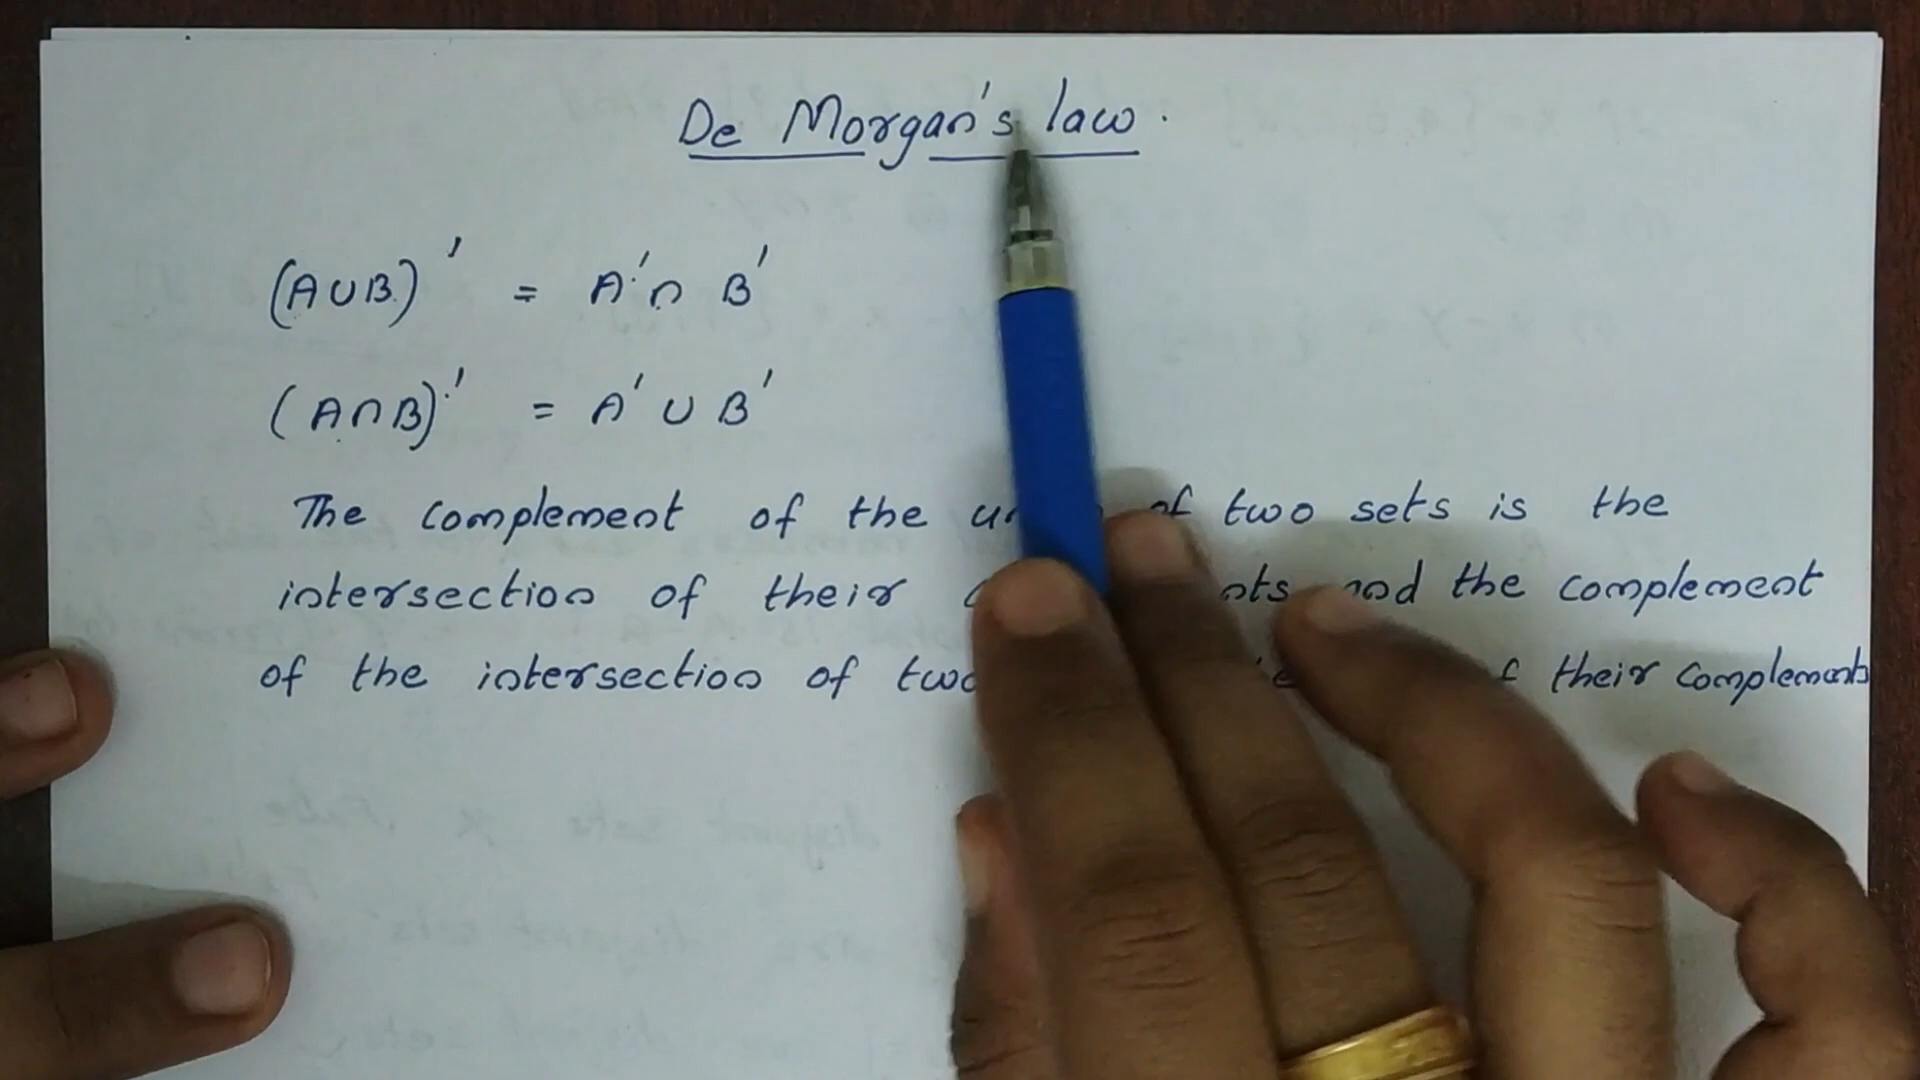 De Morgan's law.
(A∪B)' = A'∩ B'
(A∩B)' = A' ∪ B'
The complement of the of two sets is the
intersection of their and the complement
of the intersection of two their complements